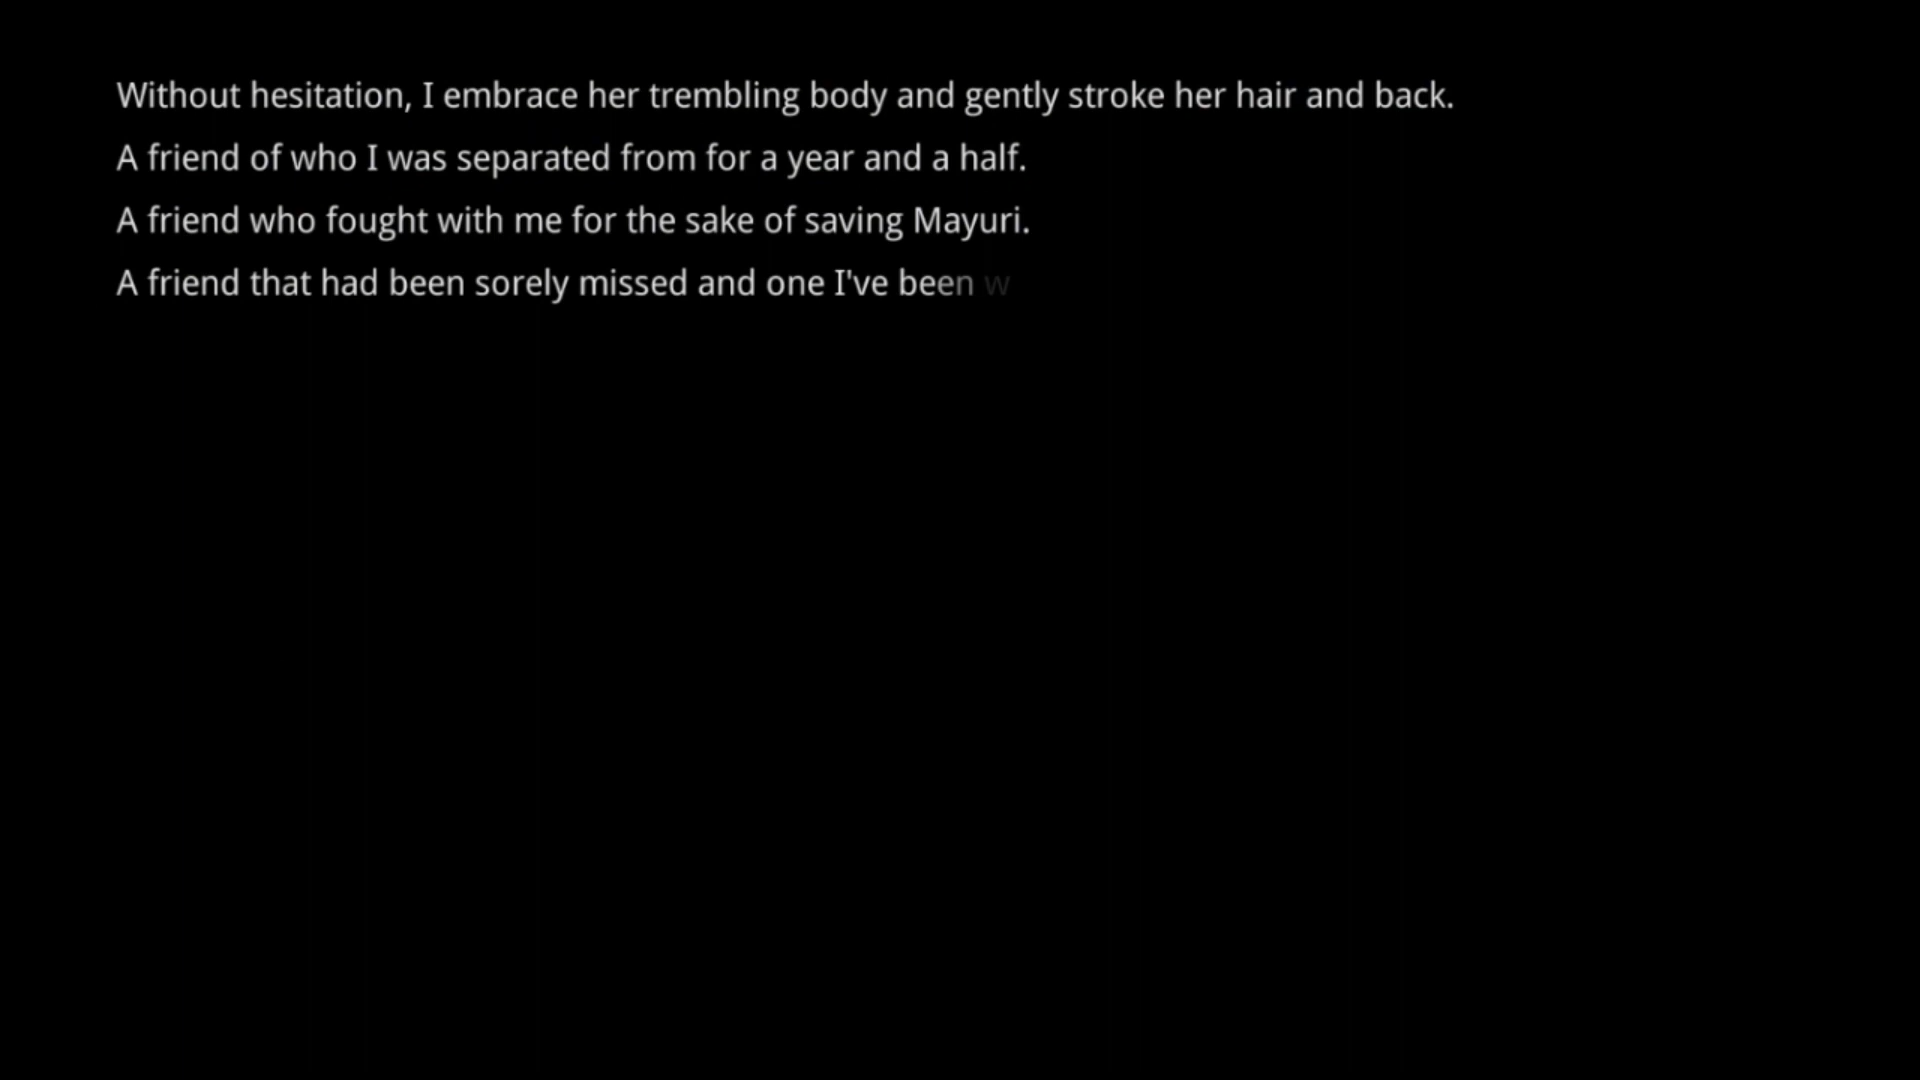 Without hesitation, I embrace her trembling body and gently stroke her hair and back.
A friend of who I was separated from for a year and a half.
A friend who fought with me for the sake of saving Mayuri.
A friend that had been sorely missed and one I've been w